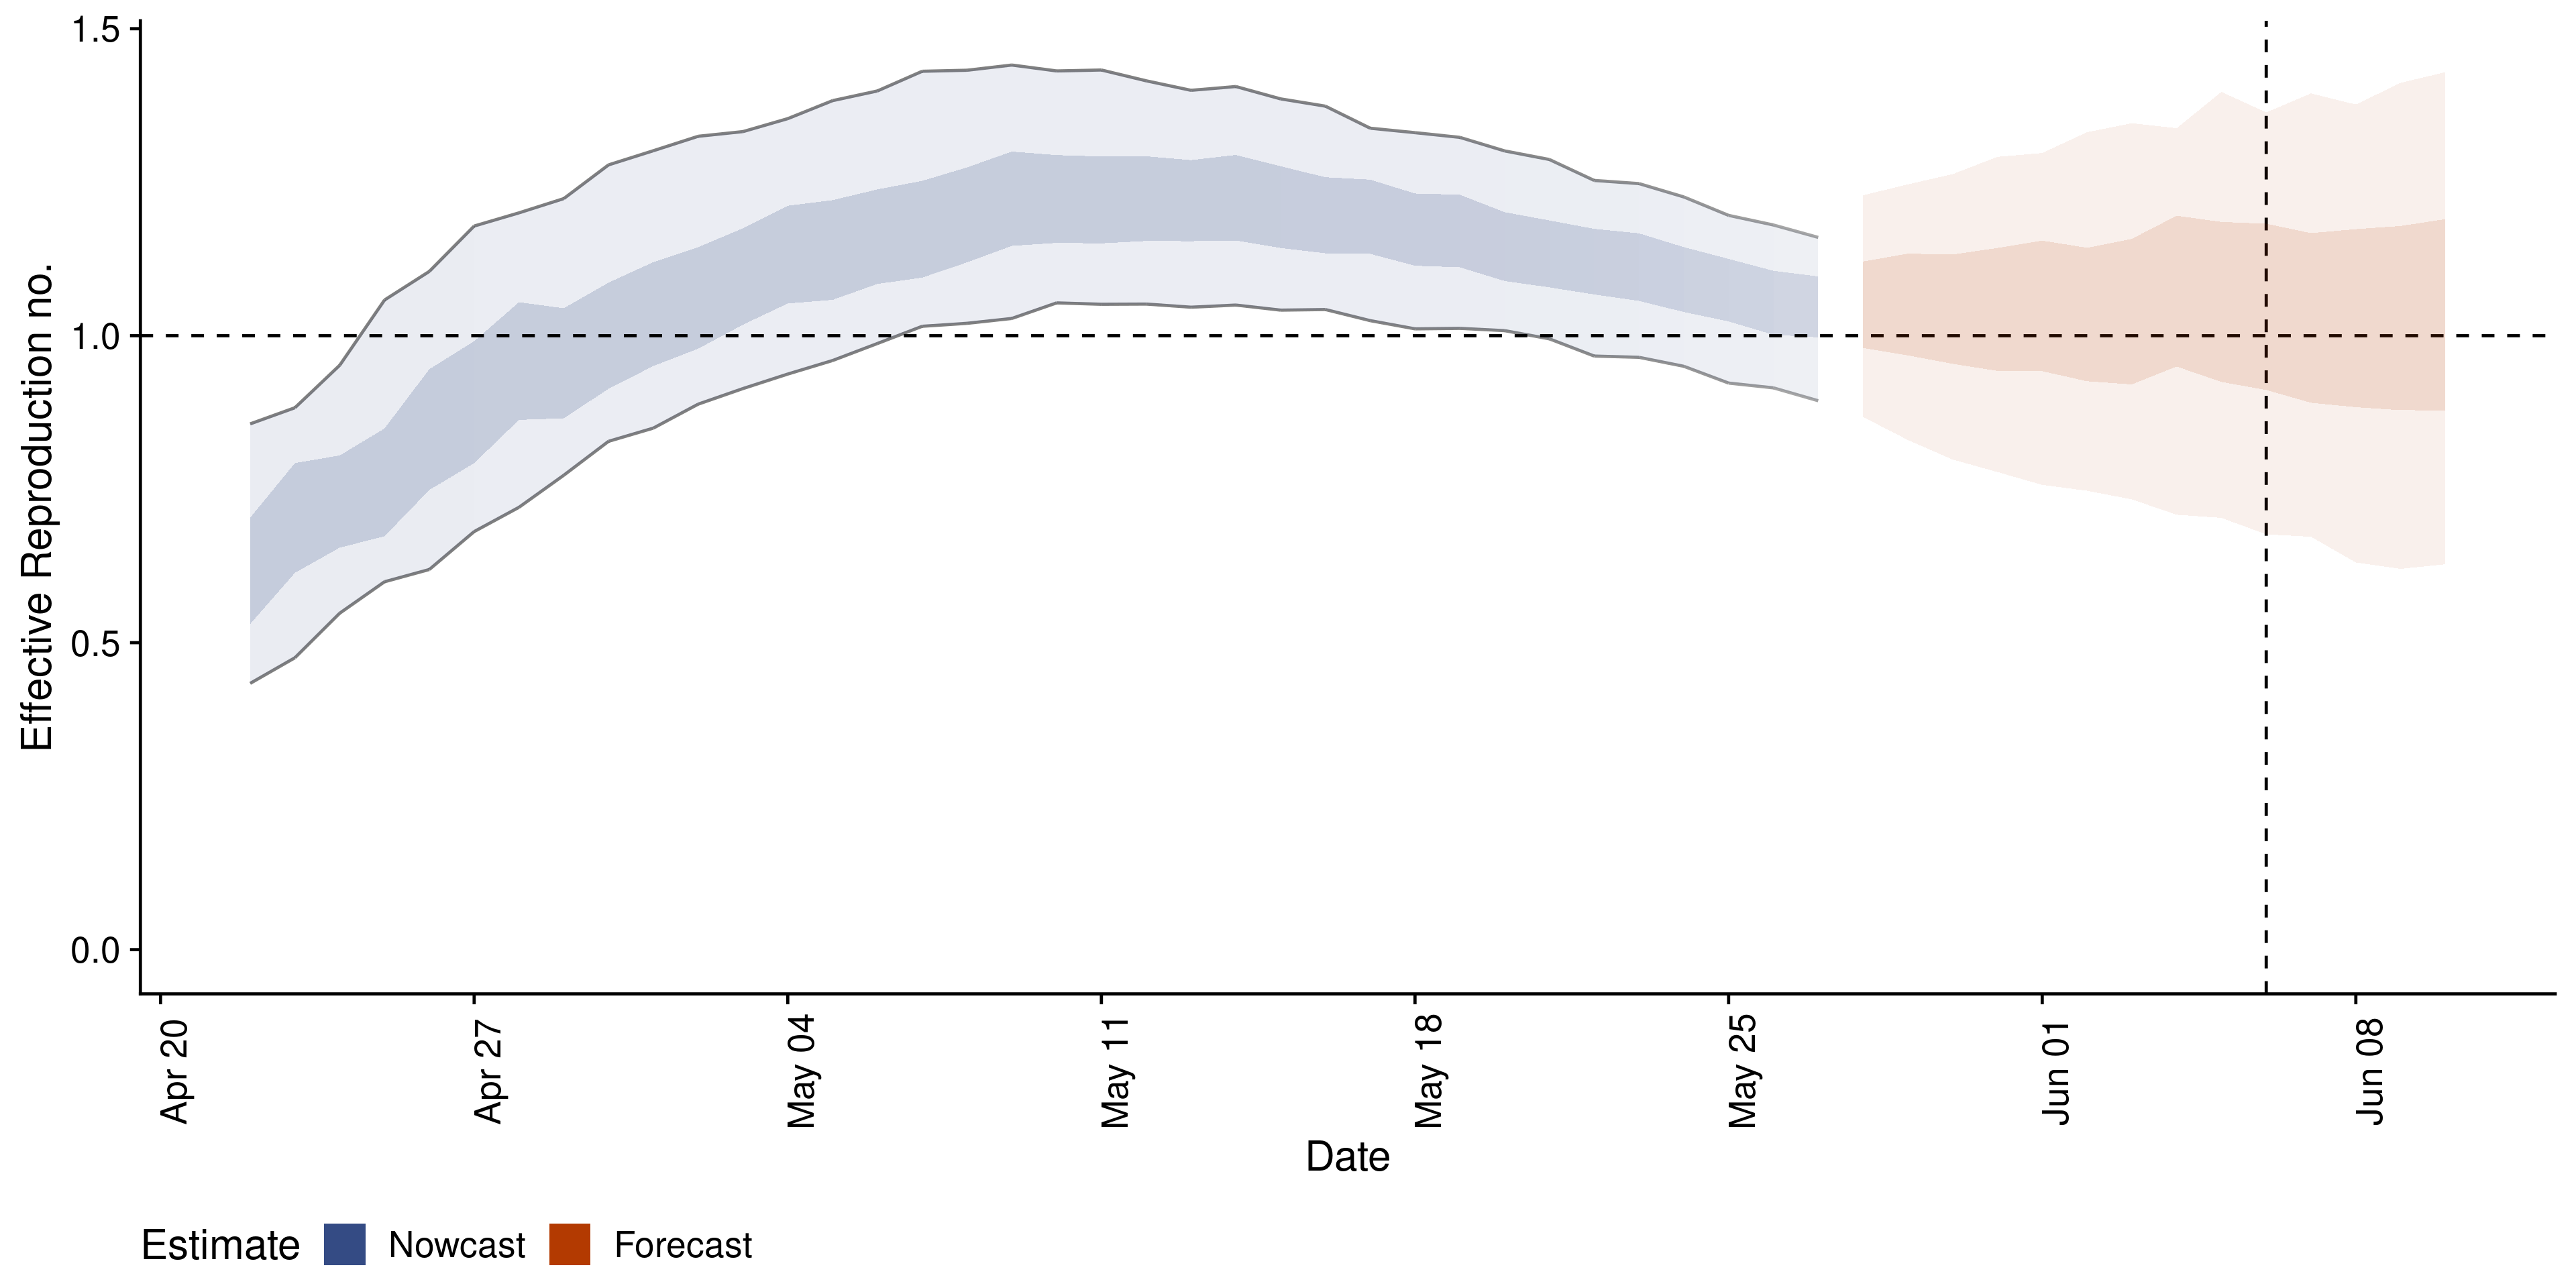 Effective Reproduction no.
1.5
1.0
0.5
0.0
Apr 20
Apr 27
May 04
May 11
May 18
May 25
Jun 01
Jun 08
Date
Estimate Nowcast Forecast